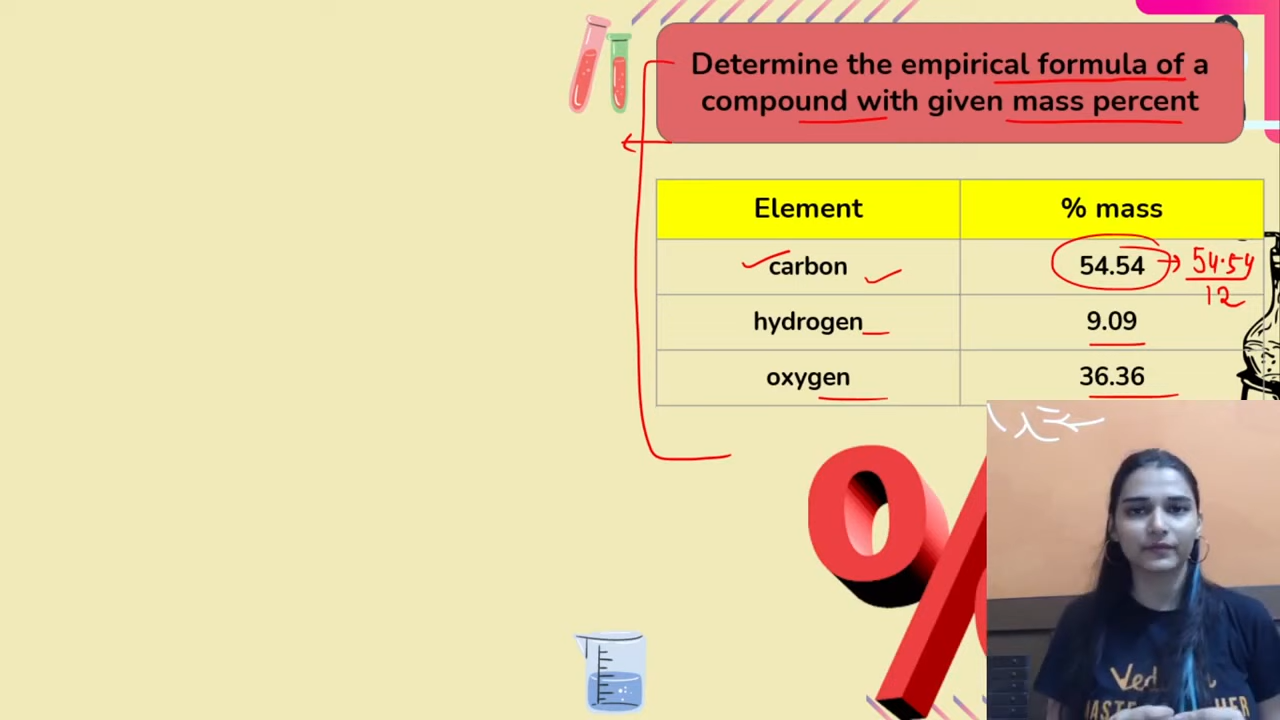 Determine the empirical formula of a
compound with given mass percent
Element % mass
carbon 54.54 → 54.54/12
hydrogen 9.09
oxygen 36.36